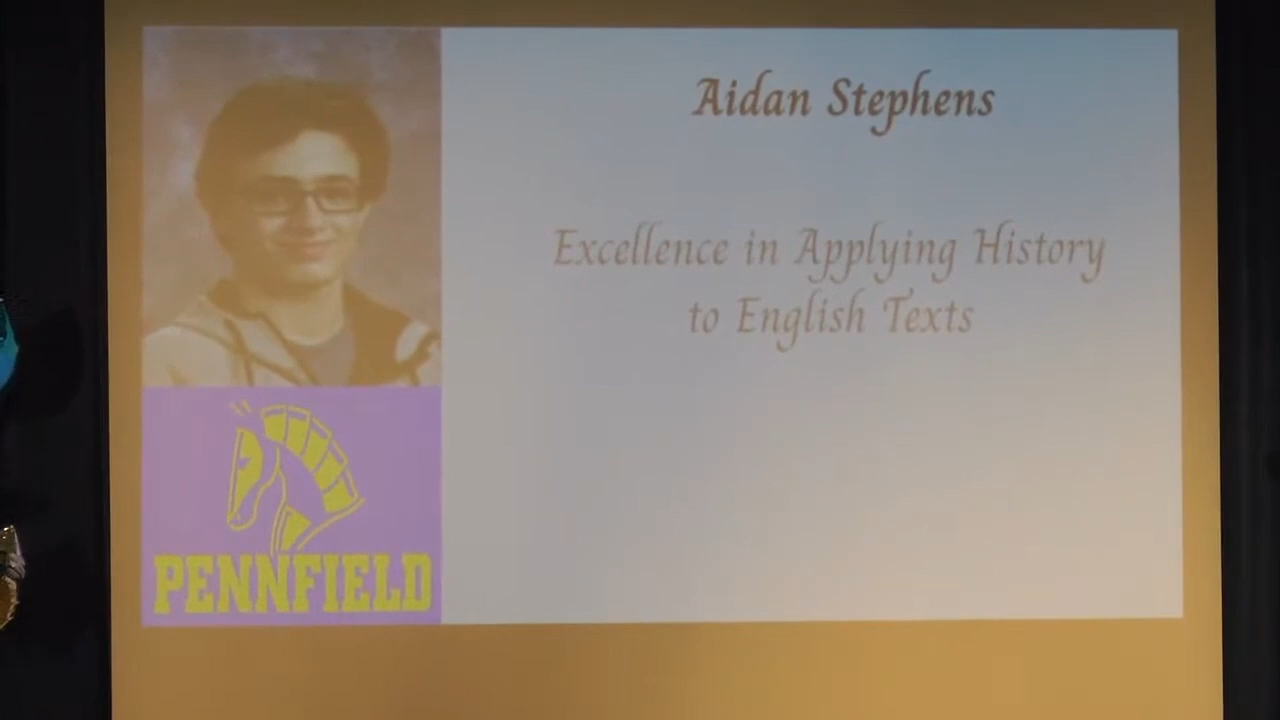 Aidan Stephens
Excellence in Applying History
to English Texts
PENNFIELD